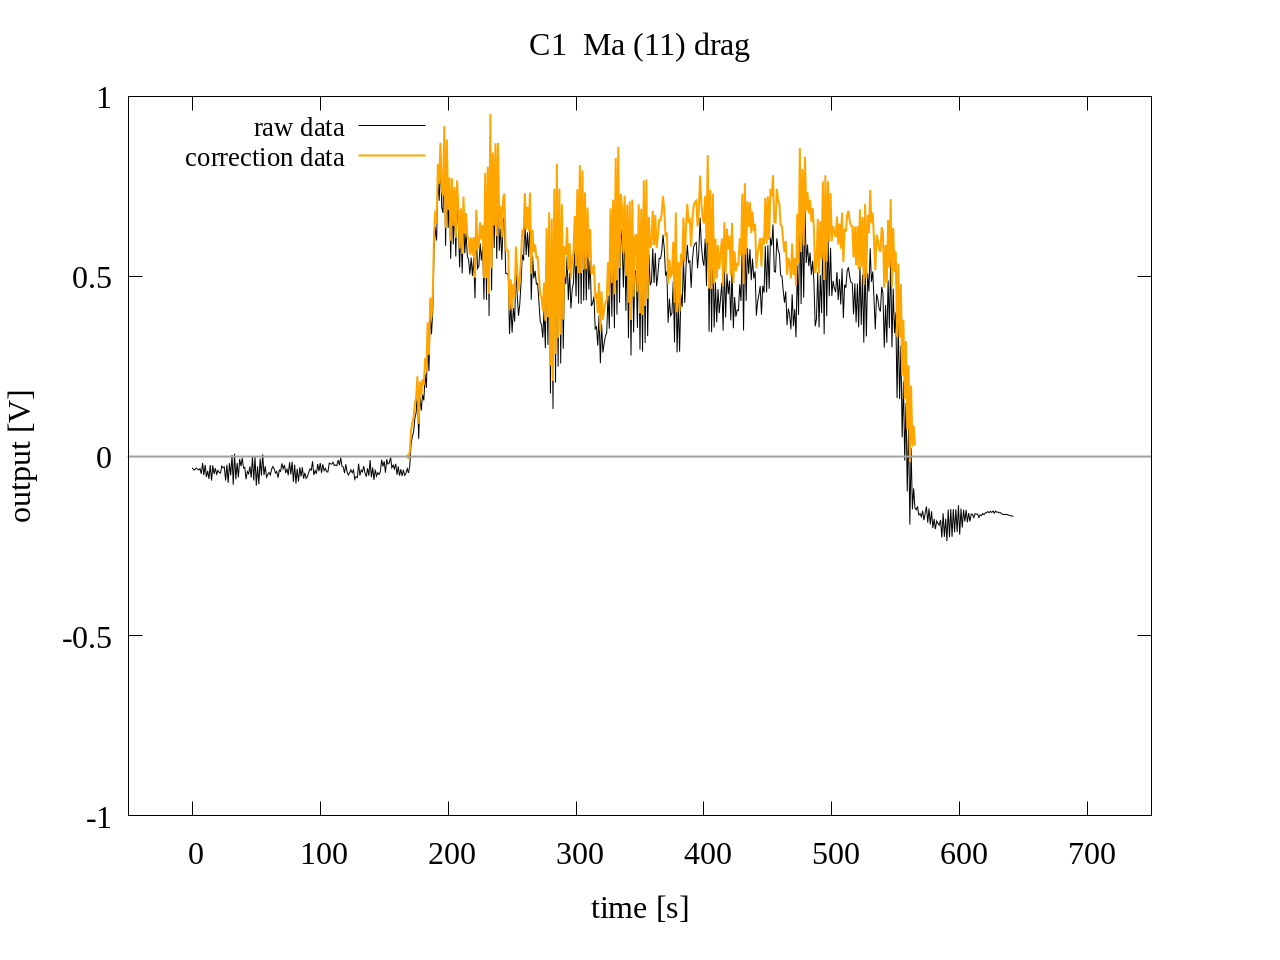 C1  Ma (11) drag
raw data
correction data
1
0.5
0
-0.5
-1
output [V]
0 100 200 300 400 500 600 700
time [s]